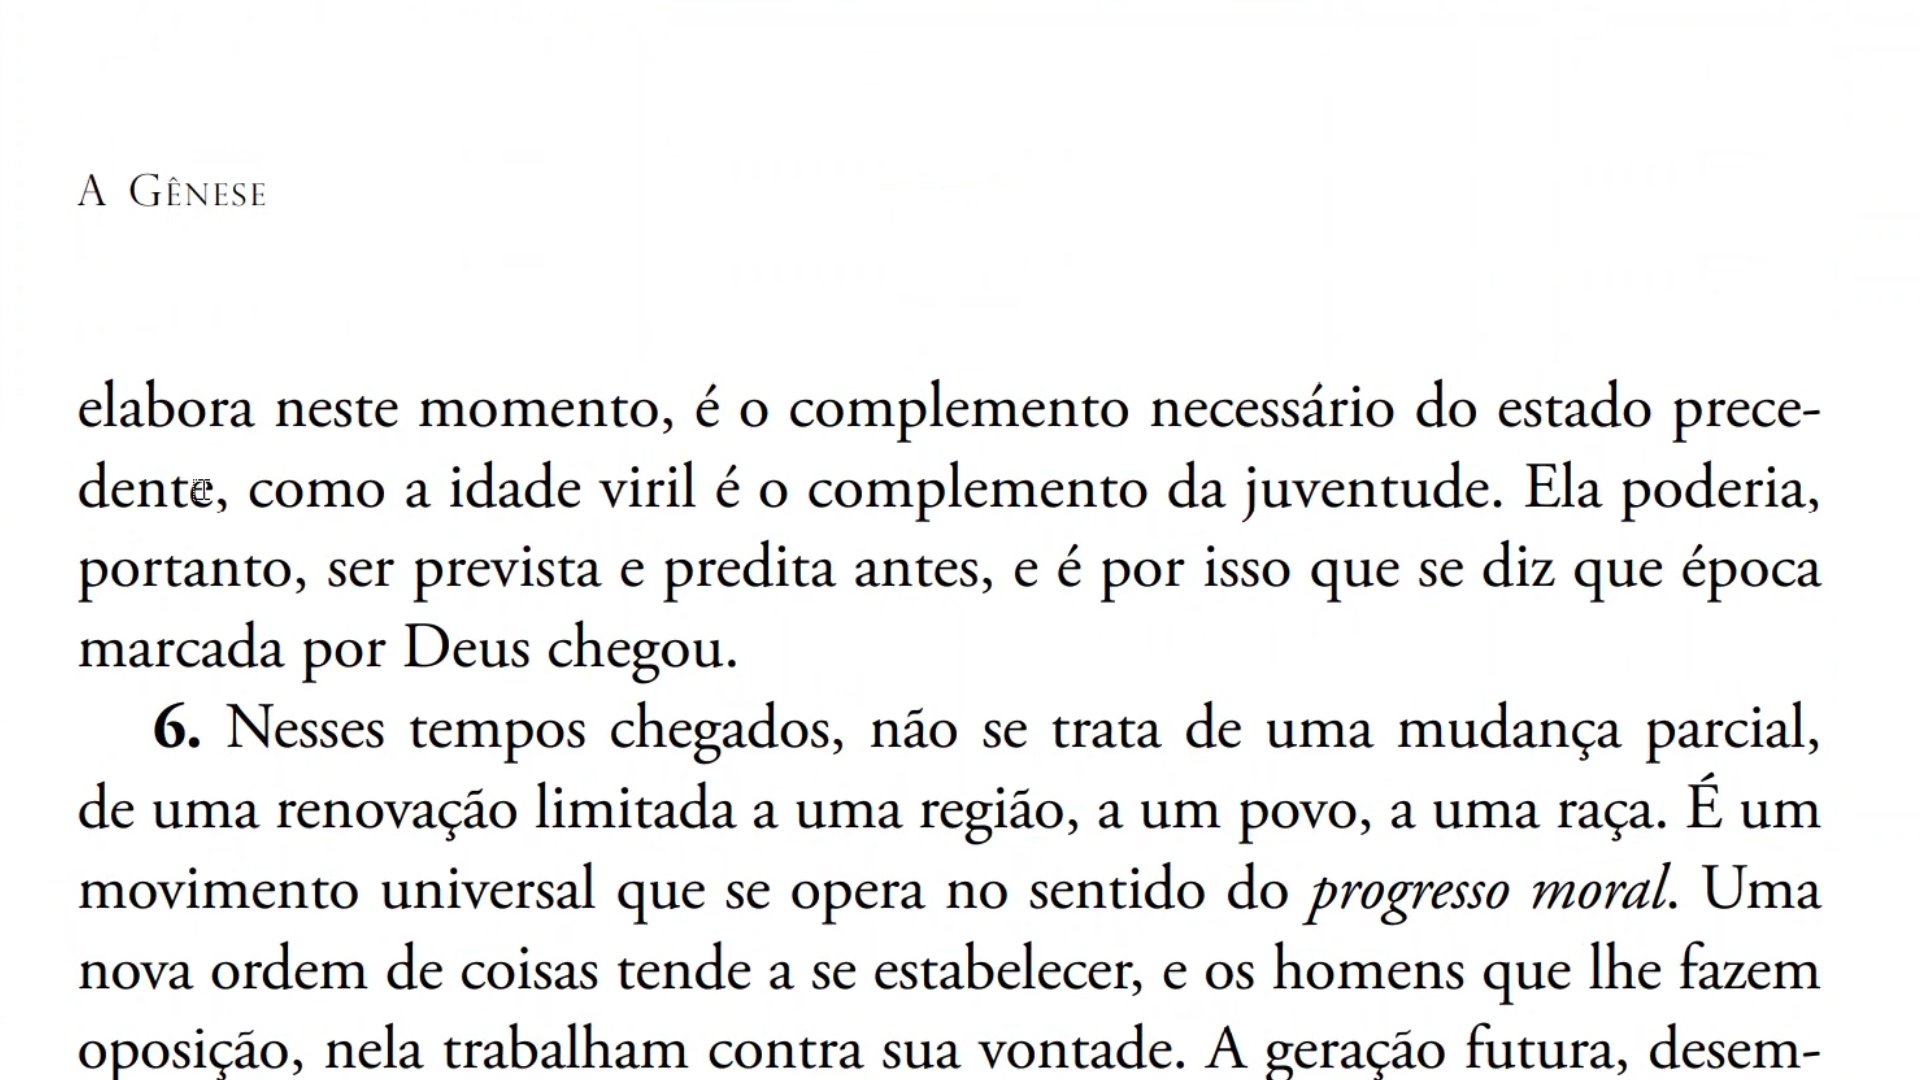 A Gênese
elabora neste momento, é o complemento necessário do estado prece-
dente, como a idade viril é o complemento da juventude. Ela poderia,
portanto, ser prevista e predita antes, e é por isso que se diz que época
marcada por Deus chegou.
6. Nesses tempos chegados, não se trata de uma mudança parcial,
de uma renovação limitada a uma região, a um povo, a uma raça. É um
movimento universal que se opera no sentido do progresso moral. Uma
nova ordem de coisas tende a se estabelecer, e os homens que lhe fazem
oposição, nela trabalham contra sua vontade. A geração futura, desem-